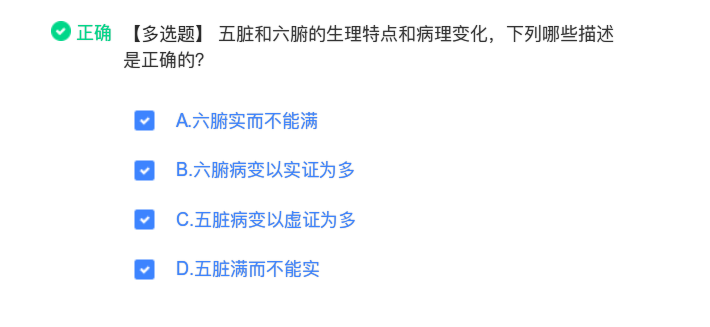 正确 【多选题】 五脏和六腑的生理特点和病理变化，下列哪些描述
是正确的?
A.六腑实而不能满
B.六腑病变以实证为多
C.五脏病变以虚证为多
D.五脏满而不能实